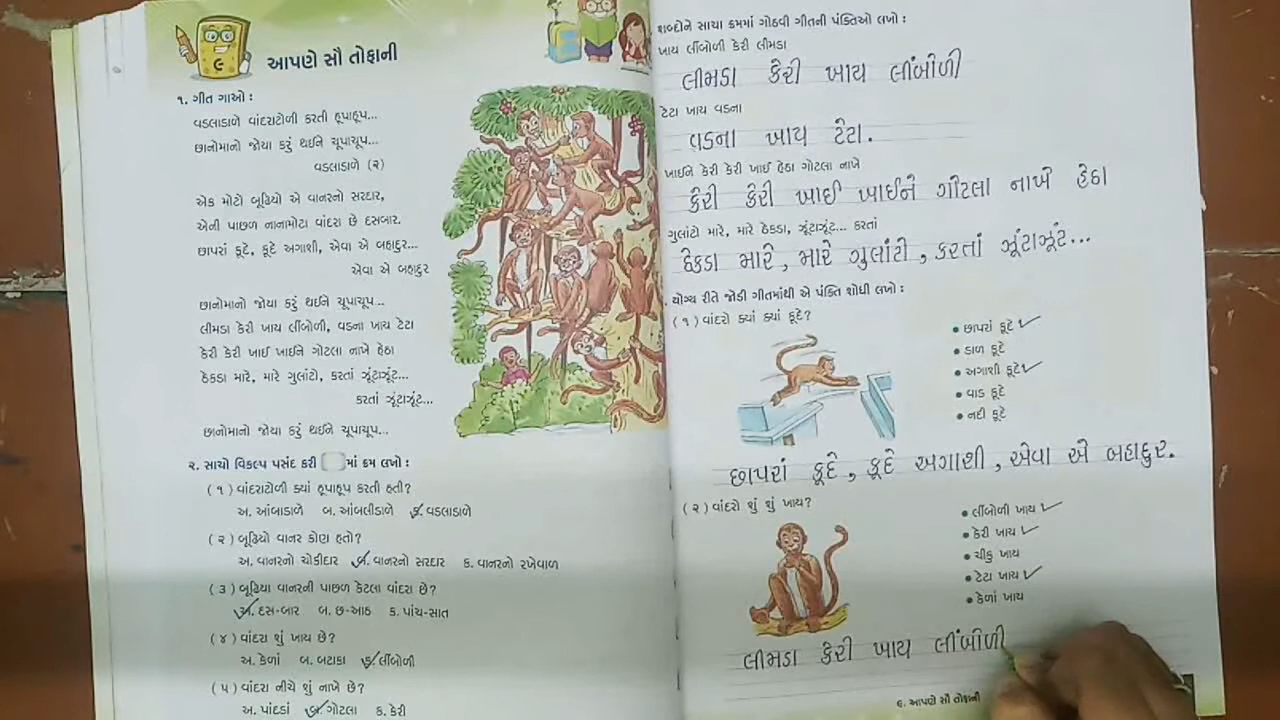 ૯
આપણે સૌ તોફાની
૧. ગીત ગાઓ :
વડલાડાળે વાંદરાટોળી કરતી હૂપાહૂપ...
છાનોમાનો જોયા કરું થઈને ચૂપાચૂપ...
વડલાડાળે (૨)
એક મોટો બૂઢિયો એ વાનરનો સરદાર,
એની પાછળ નાનામોટા વાંદરા છે દસબાર.
છાપરાં કૂદે, કૂદે અગાશી, એવા એ બહાદુર...
એવા એ બહાદુર
છાનોમાનો જોયા કરું થઈને ચૂપાચૂપ...
લીમડા કેરી ખાય લીંબોળી, વડના ખાય ટેટા
કેરી કેરી ખાઈ ખાઈને ગોટલા નાખે હેઠા
ઠેકડા મારે, મારે ગુલાંટો, કરતાં ઝૂંટાઝૂંટ...
કરતાં ઝૂંટાઝૂંટ...
છાનોમાનો જોયા કરું થઈને ચૂપાચૂપ...
૨. સાચો વિકલ્પ પસંદ કરી માં ક્રમ લખો :
(૧) વાંદરાટોળી ક્યાં હૂપાહૂપ કરતી હતી?
અ. આંબાડાળે બ. આંબલીડાળે ક. વડલાડાળે
(૨) બૂઢિયો વાનર કોણ હતો?
અ. વાનરનો ચોકીદાર બ. વાનરનો સરદાર ક. વાનરનો રખેવાળ
(૩) બૂઢિયા વાનરની પાછળ કેટલા વાંદરા છે?
અ. દસ-બાર બ. છ-આઠ ક. પાંચ-સાત
(૪) વાંદરા શું ખાય છે?
અ. કેળાં બ. બટાકા ક. લીંબોળી
(૫) વાંદરા નીચે શું નાખે છે?
અ. પાંદડાં બ. ગોટલા ક. કેરી
શબ્દોને સાચા ક્રમમાં ગોઠવી ગીતની પંક્તિઓ લખો :
ખાય લીંબોળી કેરી લીમડા
લીમડા કેરી ખાય લીંબોળી
ટેટા ખાય વડના
વડના ખાય ટેટા.
ખાઈને કેરી કેરી ખાઈ હેઠા ગોટલા નાખે
કેરી કેરી ખાઈ ખાઈને ગોટલા નાખે હેઠા
ગુલાંટો મારે, મારે ઠેકડા, ઝૂંટાઝૂંટ... કરતાં
ઠેકડા મારે, મારે ગુલાંટી, કરતાં ઝૂંટાઝૂંટ...
યોગ્ય રીતે જોડી ગીતમાંથી એ પંક્તિ શોધી લખો :
(૧) વાંદરો ક્યાં ક્યાં કૂદે?
• છાપરાં કૂદે ✓
• ડાળ કૂદે
• અગાશી કૂદે ✓
• વાડ કૂદે
• નદી કૂદે
છાપરાં કૂદે, કૂદે અગાશી, એવા એ બહાદુર.
(૨) વાંદરો શું શું ખાય?
• લીંબોળી ખાય ✓
• કેરી ખાય ✓
• ચીકુ ખાય
• ટેટા ખાય ✓
• કેળાં ખાય
લીમડા કેરી ખાય લીંબોળી
૯. આપણે સૌ તોફાની